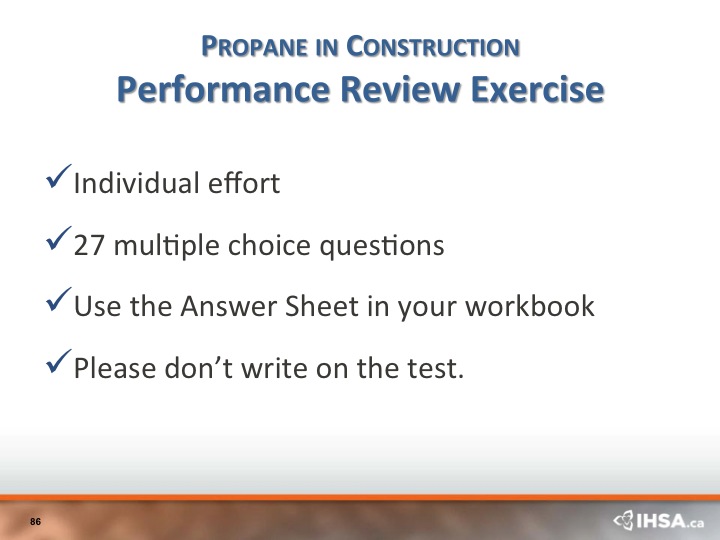 PROPANE IN CONSTRUCTION
Performance Review Exercise
✓Individual effort
✓27 multiple choice questions
✓Use the Answer Sheet in your workbook
✓Please don’t write on the test.
86
IHSA.ca